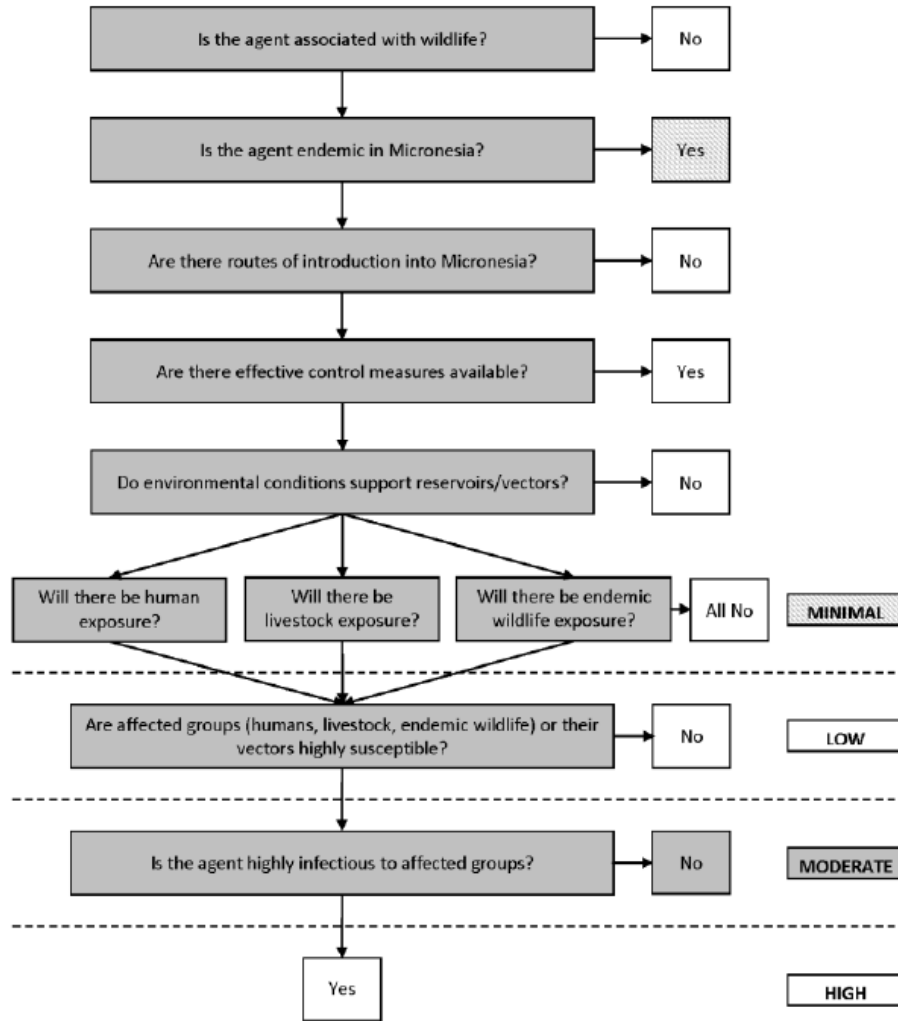 Is the agent associated with wildlife?
No
Is the agent endemic in Micronesia?
Yes
Are there routes of introduction into Micronesia?
No
Are there effective control measures available?
Yes
Do environmental conditions support reservoirs/vectors?
No
Will there be human
exposure?
Will there be
livestock exposure?
Will there be endemic
wildlife exposure?
All No
MINIMAL
Are affected groups (humans, livestock, endemic wildlife) or their
vectors highly susceptible?
No
LOW
Is the agent highly infectious to affected groups?
No
MODERATE
Yes
HIGH